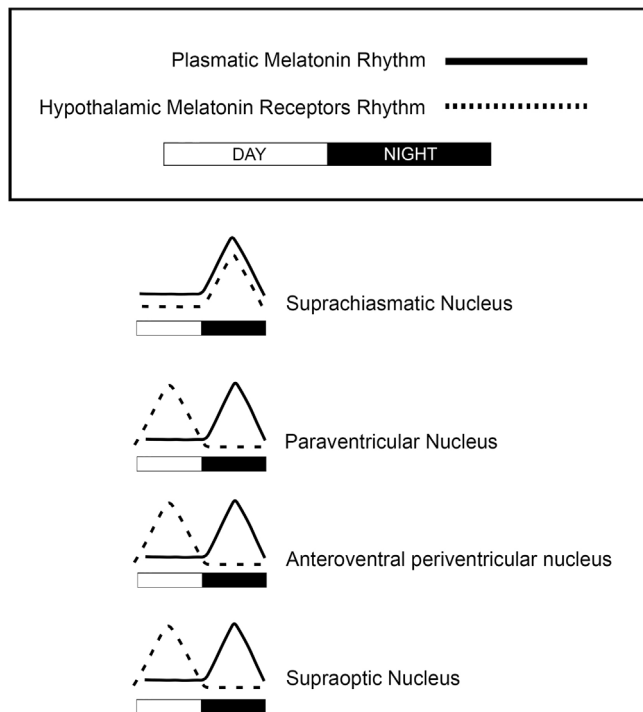 Plasmatic Melatonin Rhythm
Hypothalamic Melatonin Receptors Rhythm
DAY NIGHT
Suprachiasmatic Nucleus
Paraventricular Nucleus
Anteroventral periventricular nucleus
Supraoptic Nucleus